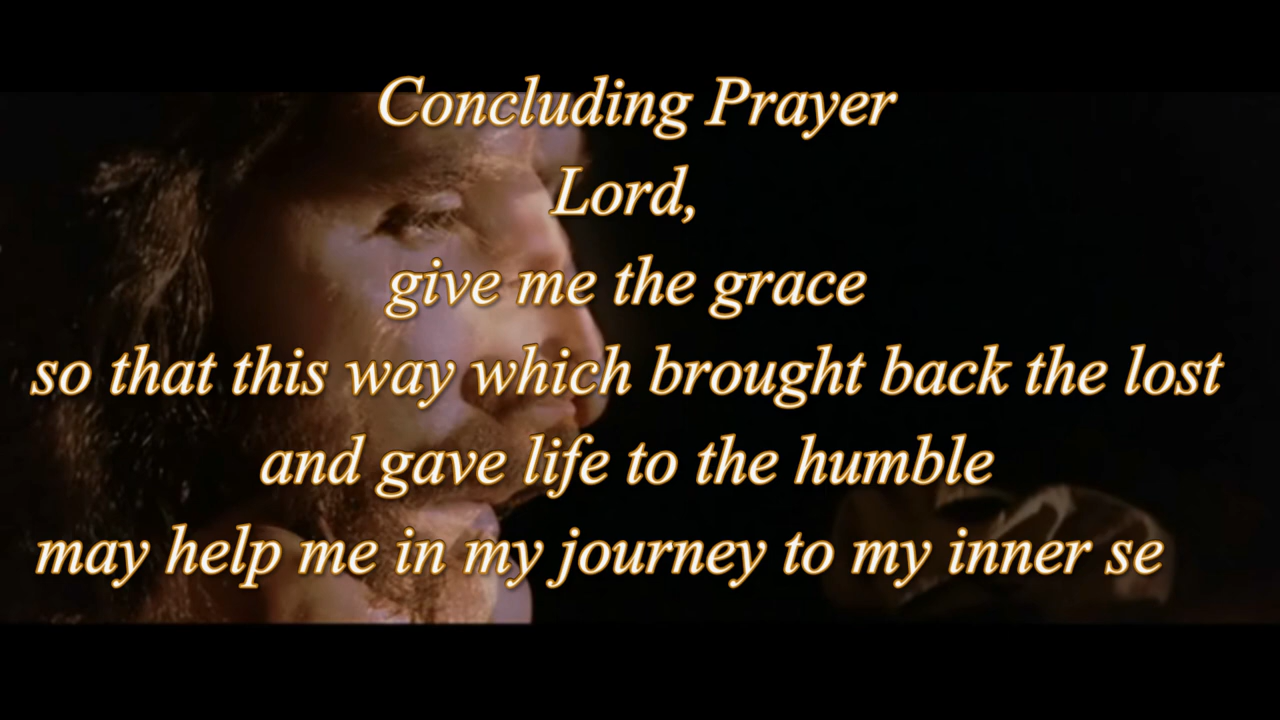 Concluding Prayer
Lord,
give me the grace
so that this way which brought back the lost
and gave life to the humble
may help me in my journey to my inner se